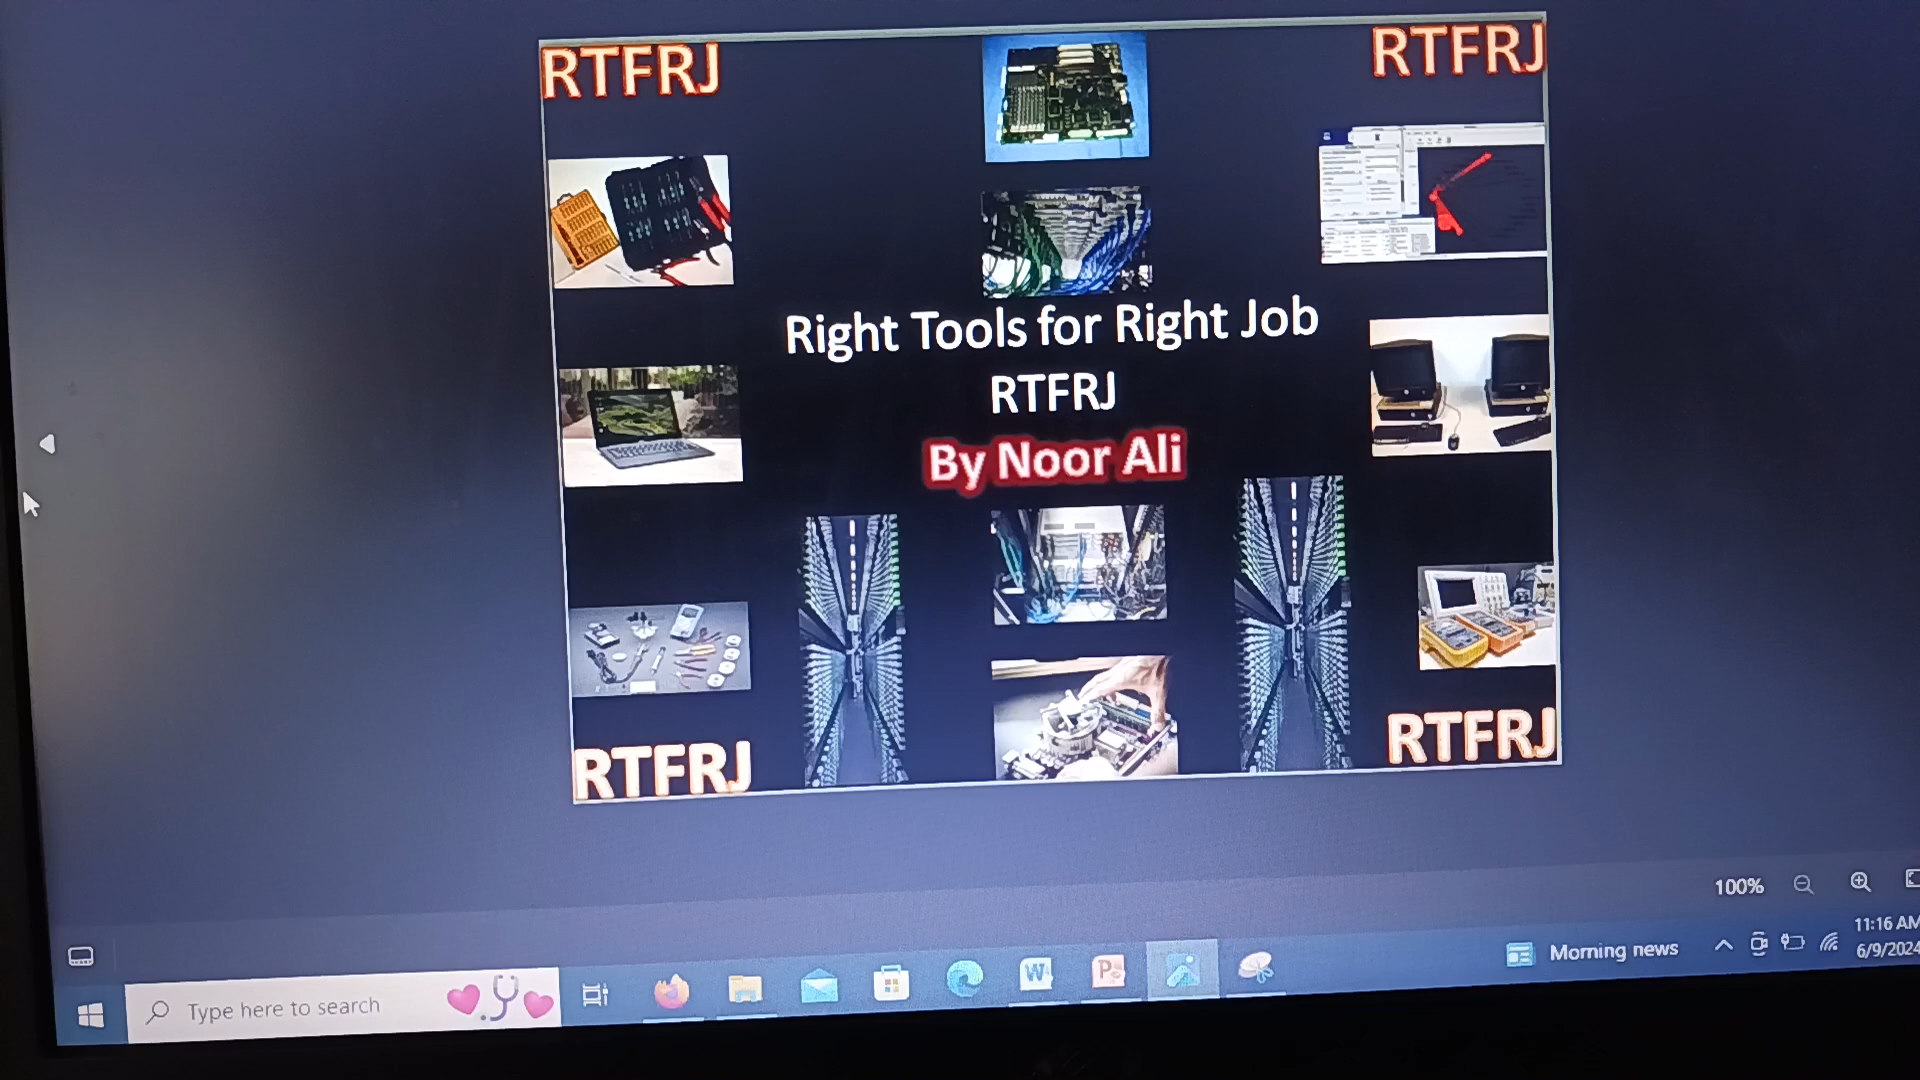 RTFRJ
RTFRJ
Right Tools for Right Job
RTFRJ
By Noor Ali
RTFRJ
RTFRJ
100%
Morning news
11:16 AM
6/9/2024
Type here to search